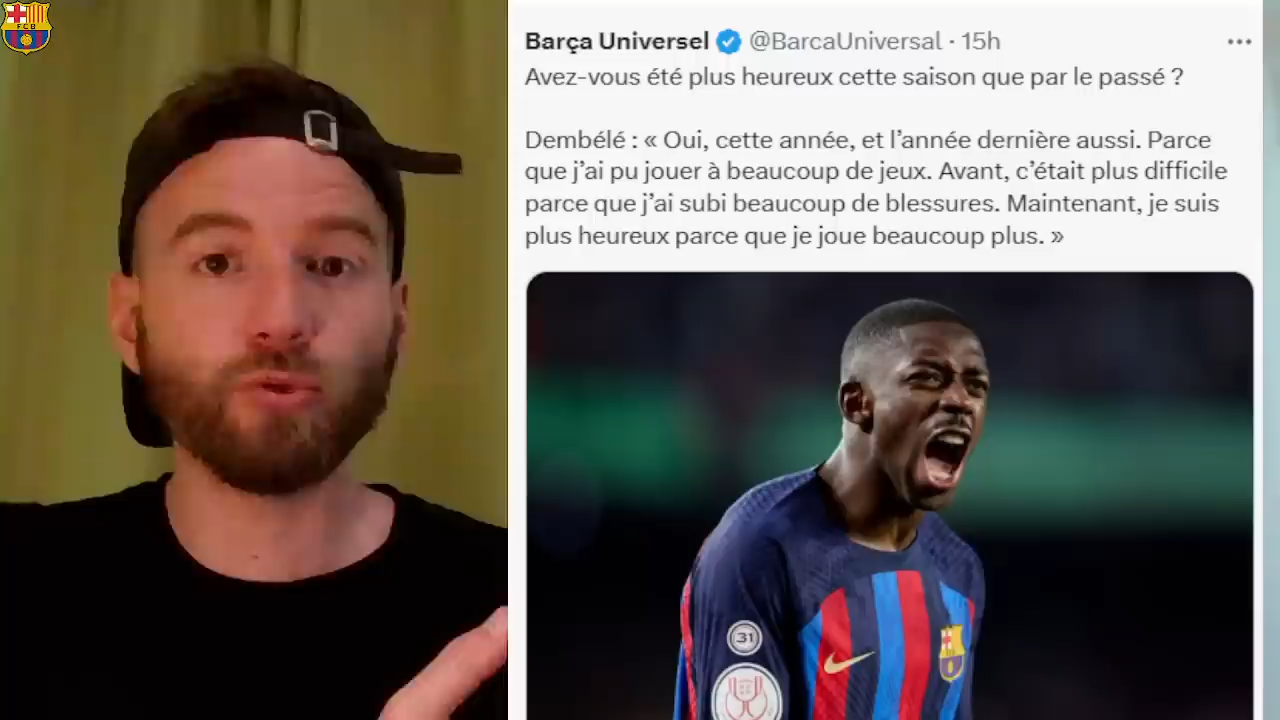 FCB
Barça Universel @BarcaUniversal · 15h
Avez-vous été plus heureux cette saison que par le passé ?
Dembélé : « Oui, cette année, et l’année dernière aussi. Parce
que j’ai pu jouer à beaucoup de jeux. Avant, c’était plus difficile
parce que j’ai subi beaucoup de blessures. Maintenant, je suis
plus heureux parce que je joue beaucoup plus. »
31